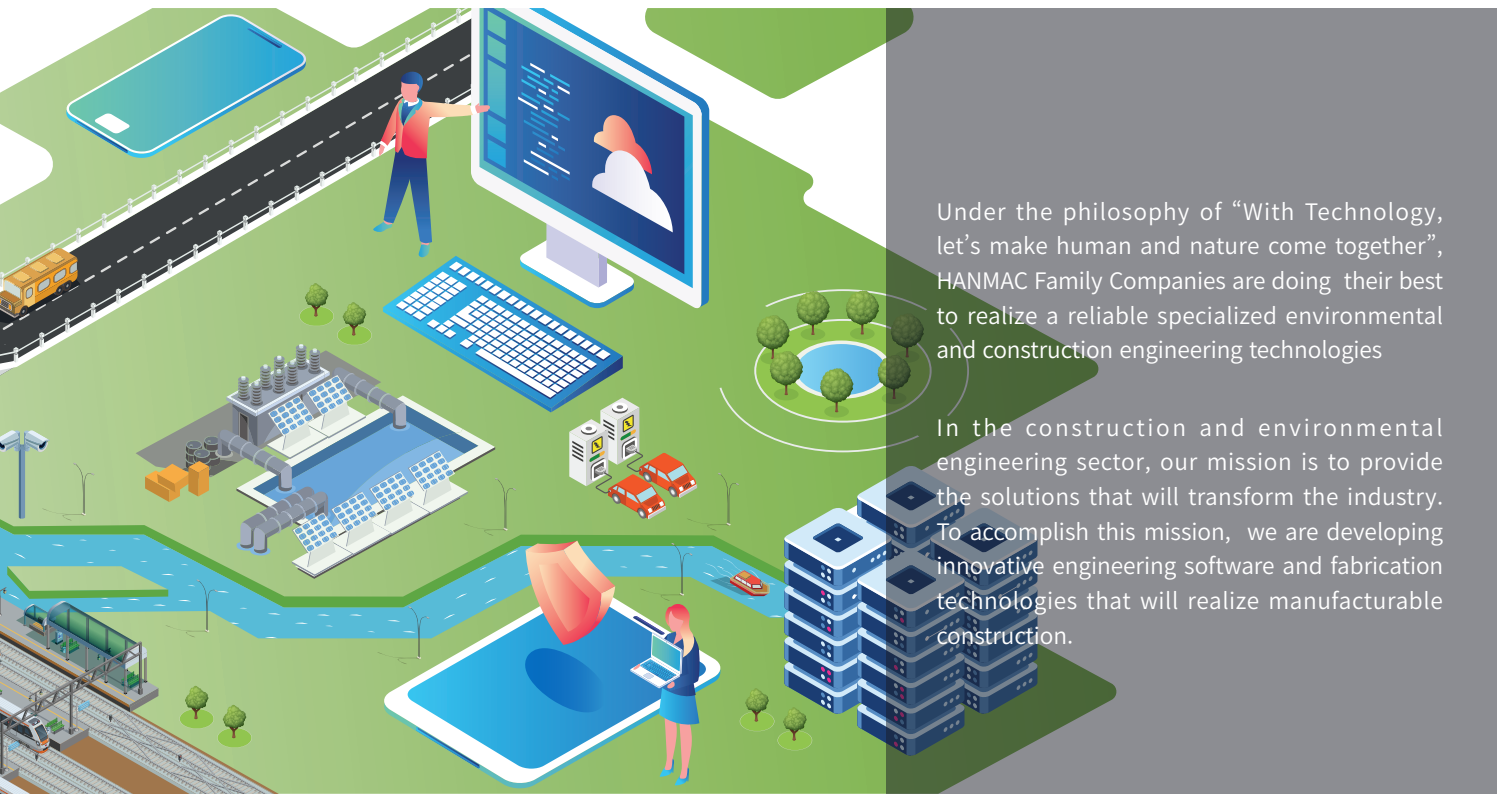 Under the philosophy of “With Technology,
let’s make human and nature come together”,
HANMAC Family Companies are doing their best
to realize a reliable specialized environmental
and construction engineering technologies
In the construction and environmental
engineering sector, our mission is to provide
the solutions that will transform the industry.
To accomplish this mission, we are developing
innovative engineering software and fabrication
technologies that will realize manufacturable
construction.